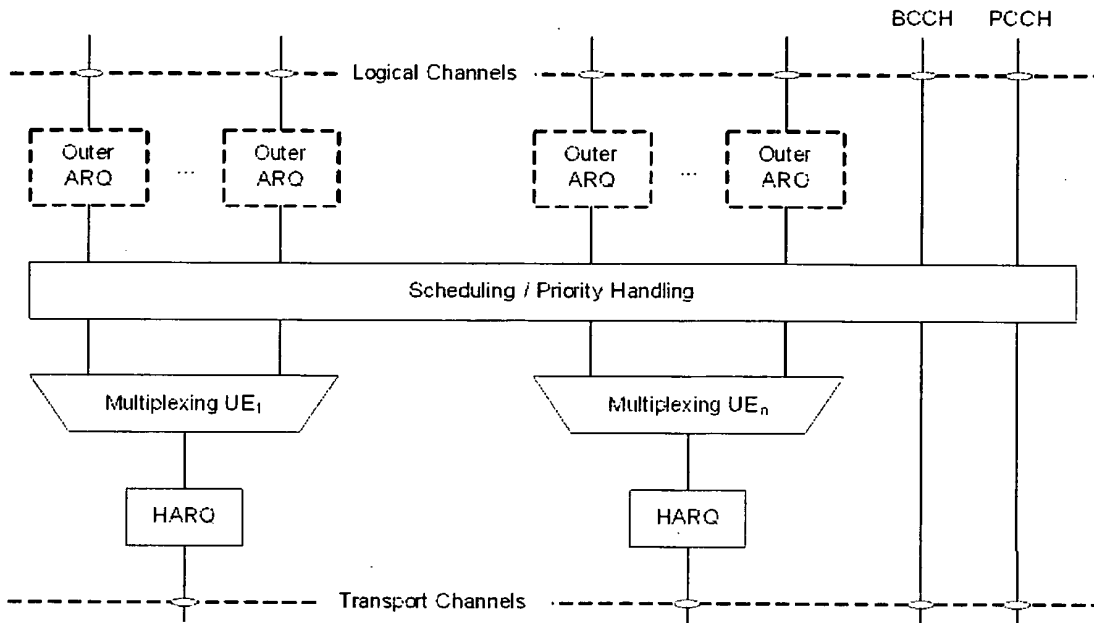 BCCH PCCH
Logical Channels
Outer ARQ
...
Outer ARQ
Outer ARQ
...
Outer ARQ
Scheduling / Priority Handling
Multiplexing UE1
Multiplexing UEn
HARQ
HARQ
Transport Channels